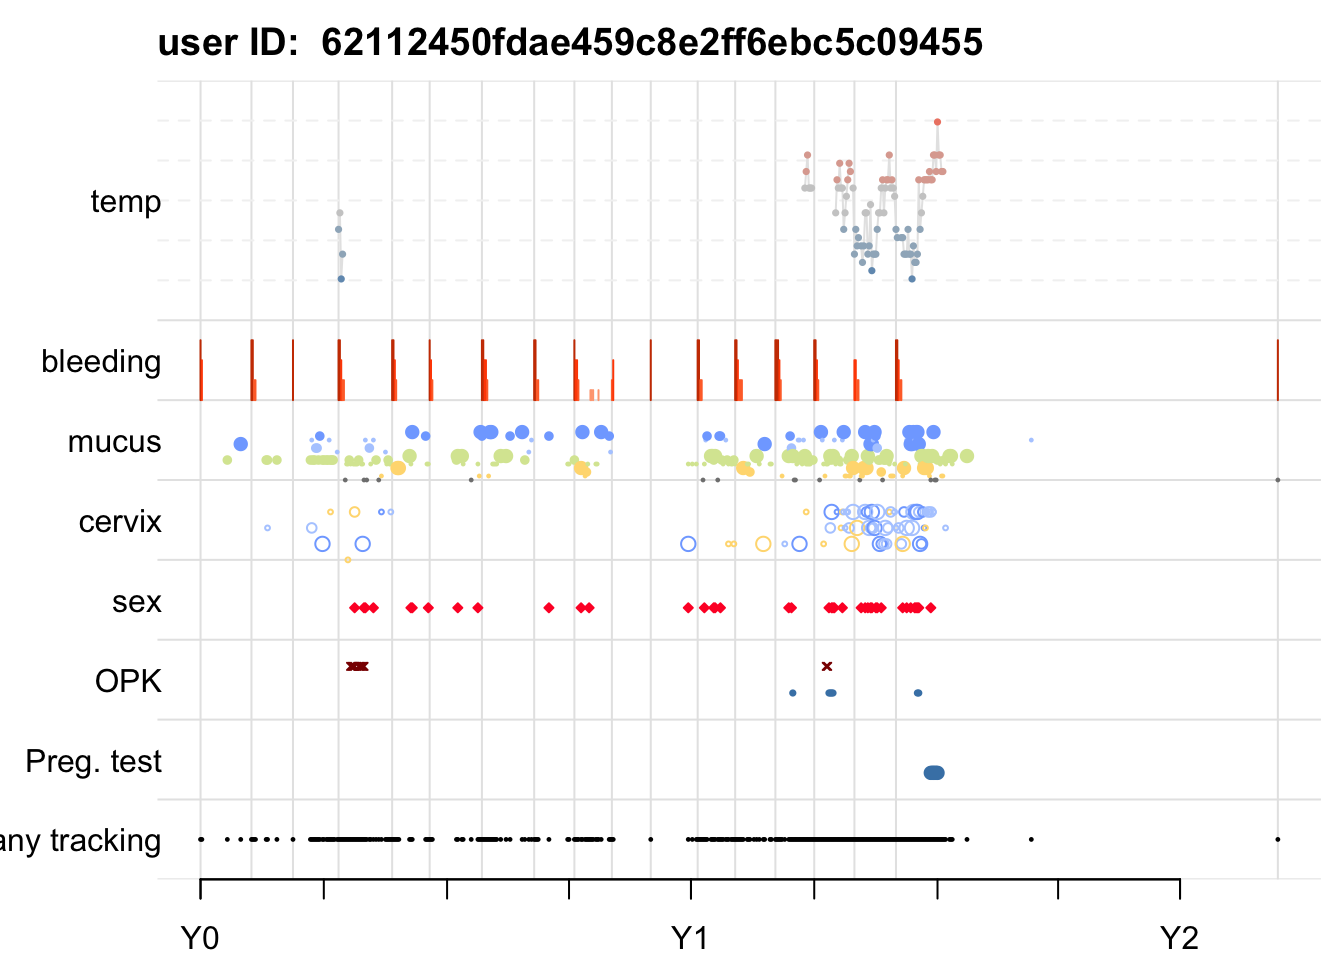 user ID:  62112450fdae459c8e2ff6ebc5c09455
temp
bleeding
mucus
cervix
sex
OPK
Preg. test
any tracking
Y0 Y1 Y2